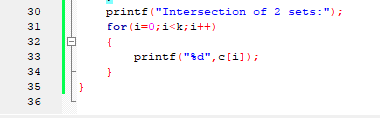 30 printf("Intersection of 2 sets:");
31 for(i=0;i<k;i++)
32 {
33 printf("%d",c[i]);
34 }
35 }
36